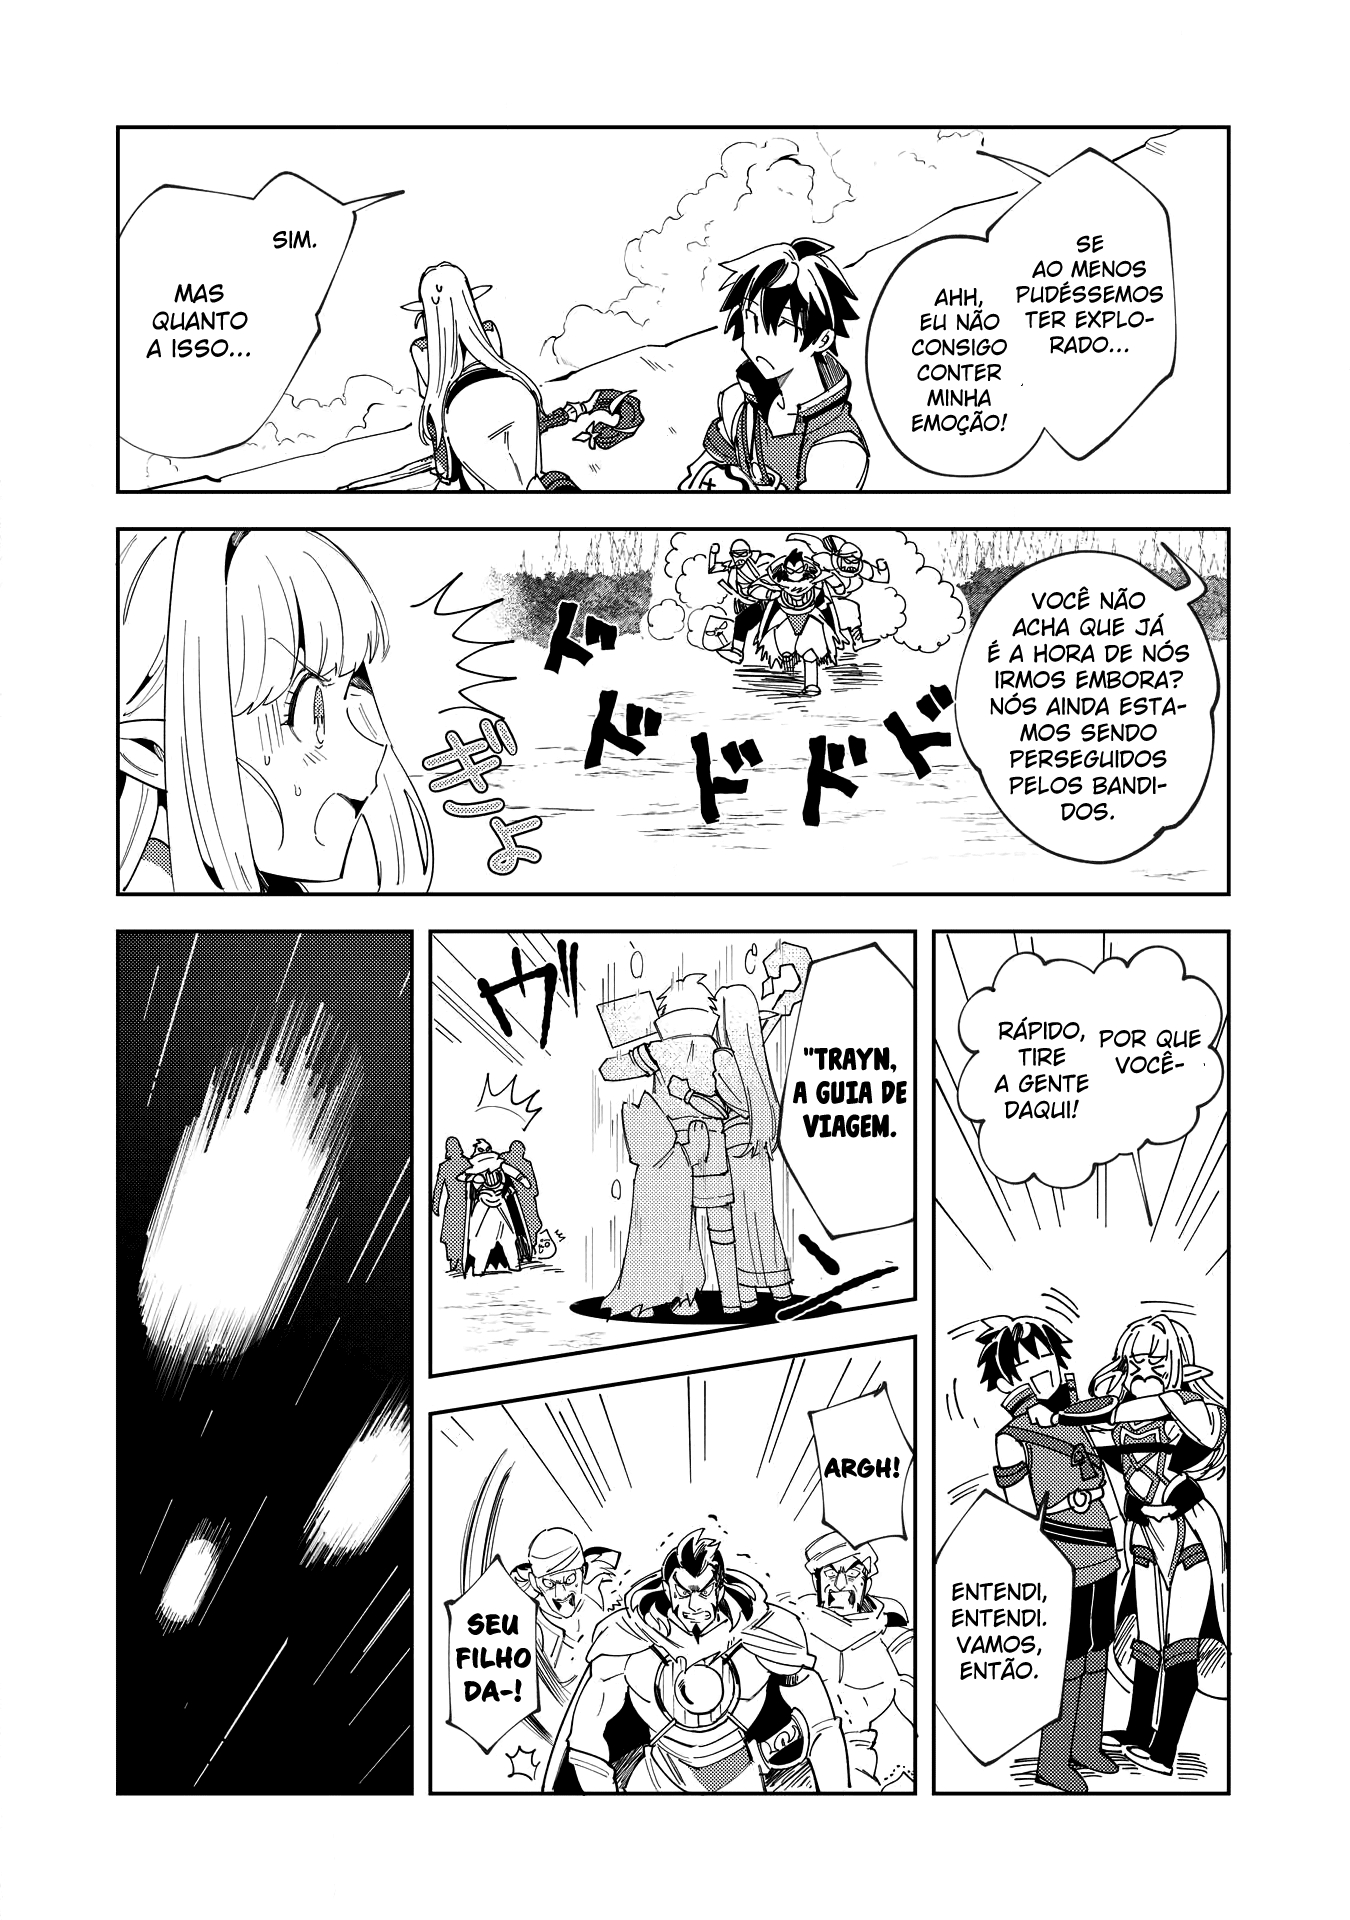 SE
AO MENOS
PUDÉSSEMOS
TER EXPLO-
RADO...
AHH,
EU NÃO
CONSIGO
CONTER
MINHA
EMOÇÃO!
SIM.
MAS
QUANTO
A ISSO...
VOCÊ NÃO
ACHA QUE JÁ
É A HORA DE NÓS
IRMOS EMBORA?
NÓS AINDA ESTA-
MOS SENDO
PERSEGUIDOS
PELOS BANDI-
DOS.
ドドドドド
ギョ
POR QUE
VOCÊ-
RÁPIDO,
TIRE
A GENTE
DAQUI!
ENTENDI,
ENTENDI.
VAMOS,
ENTÃO.
"TRAYN,
A GUIA DE
VIAGEM.
ヴ
ARGH!
SEU
FILHO
DA-!